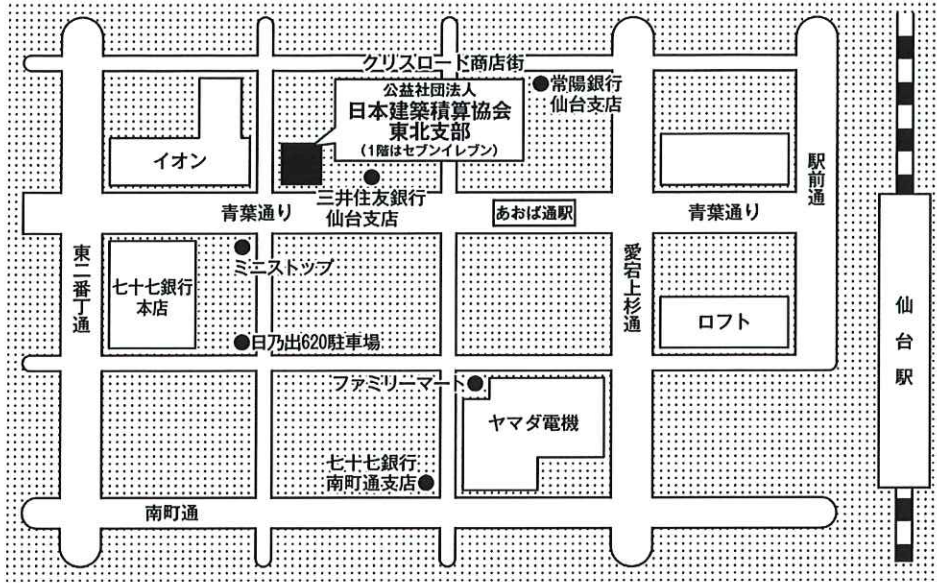 クリスロード商店街
公益社団法人
日本建築積算協会
東北支部
(1階はセブンイレブン)
常陽銀行
仙台支店
イオン
三井住友銀行
仙台支店
駅前通
青葉通り
あおば通駅
青葉通り
東二番丁通
七十七銀行
本店
ミニストップ
愛宕上杉通
ロフト
仙台駅
日乃出620駐車場
ファミリーマート
ヤマダ電機
七十七銀行
南町通支店
南町通